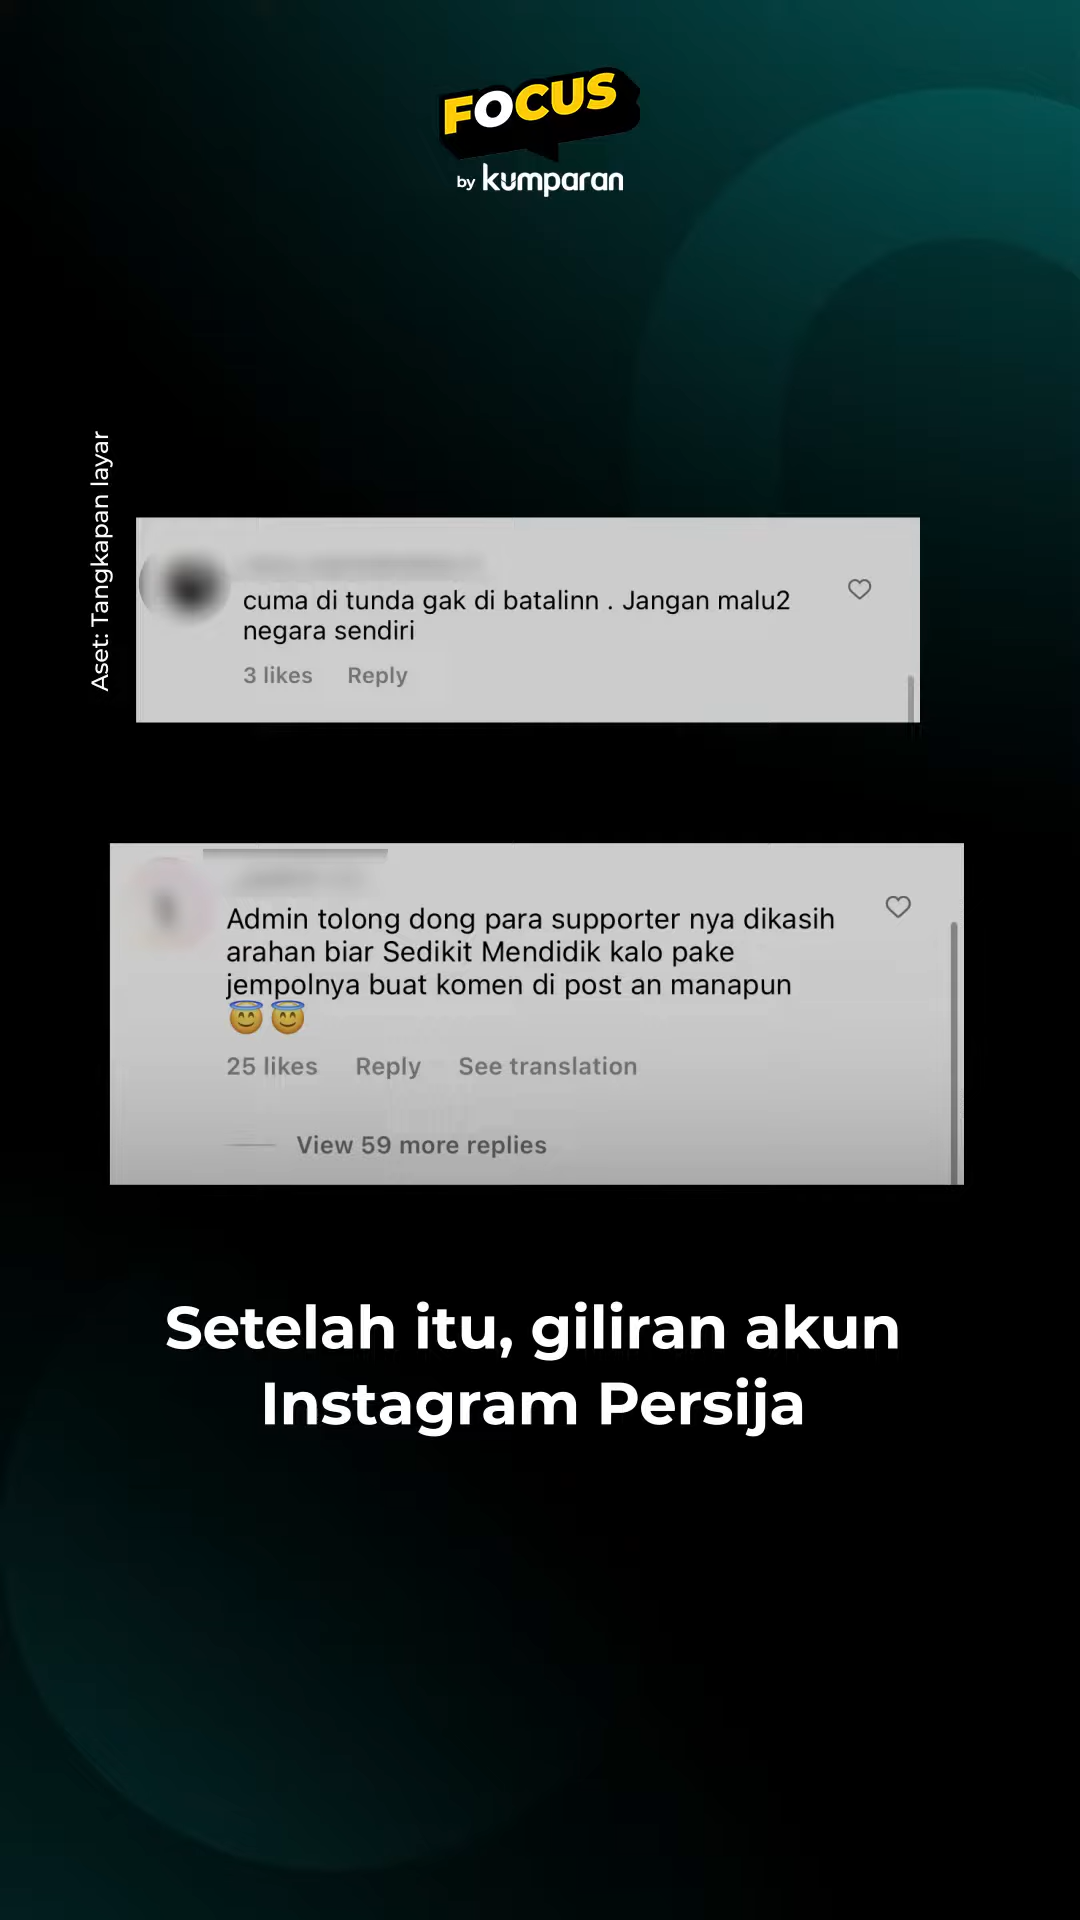 FOCUS
by kumparan
Aset: Tangkapan layar
cuma di tunda gak di batalinn . Jangan malu2
negara sendiri
3 likes Reply
Admin tolong dong para supporter nya dikasih
arahan biar Sedikit Mendidik kalo pake
jempolnya buat komen di post an manapun
😇😇
25 likes Reply See translation
View 59 more replies
Setelah itu, giliran akun
Instagram Persija